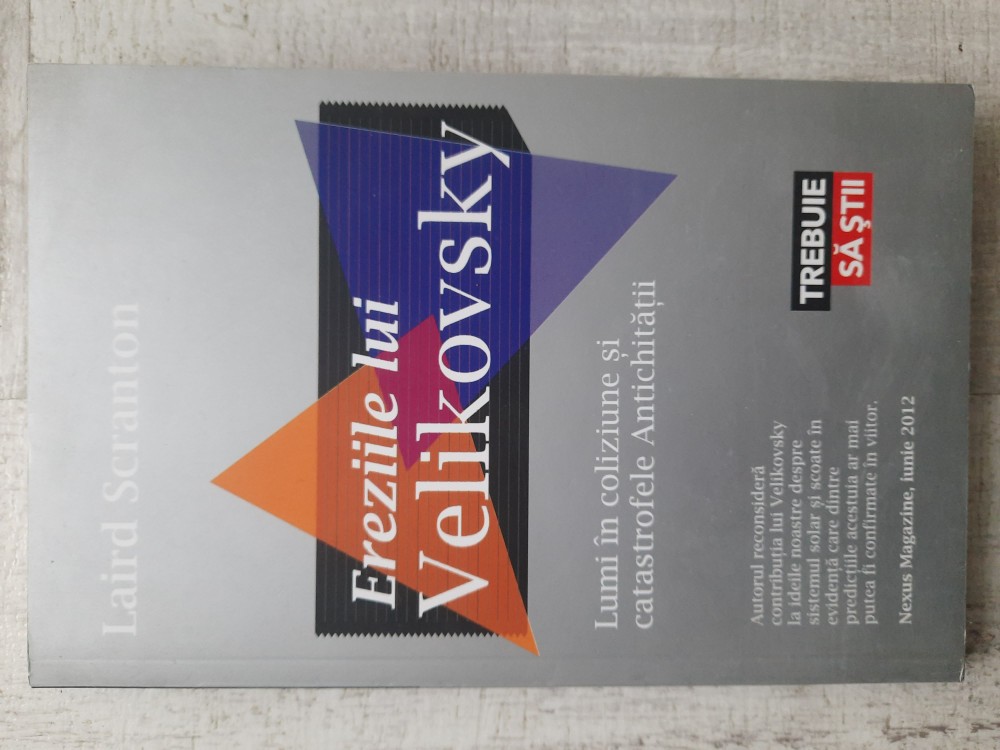 Laird Scranton
Ereziile lui
Velikovsky
Lumi în coliziune și
catastrofele Antichității
Autorul reconsideră
contribuția lui Velikovsky
la ideile noastre despre
sistemul solar și scoate în
evidență care dintre
predicțiile acestuia ar mai
putea fi confirmate în viitor.
Nexus Magazine, iunie 2012
TREBUIE
SĂ ȘTII